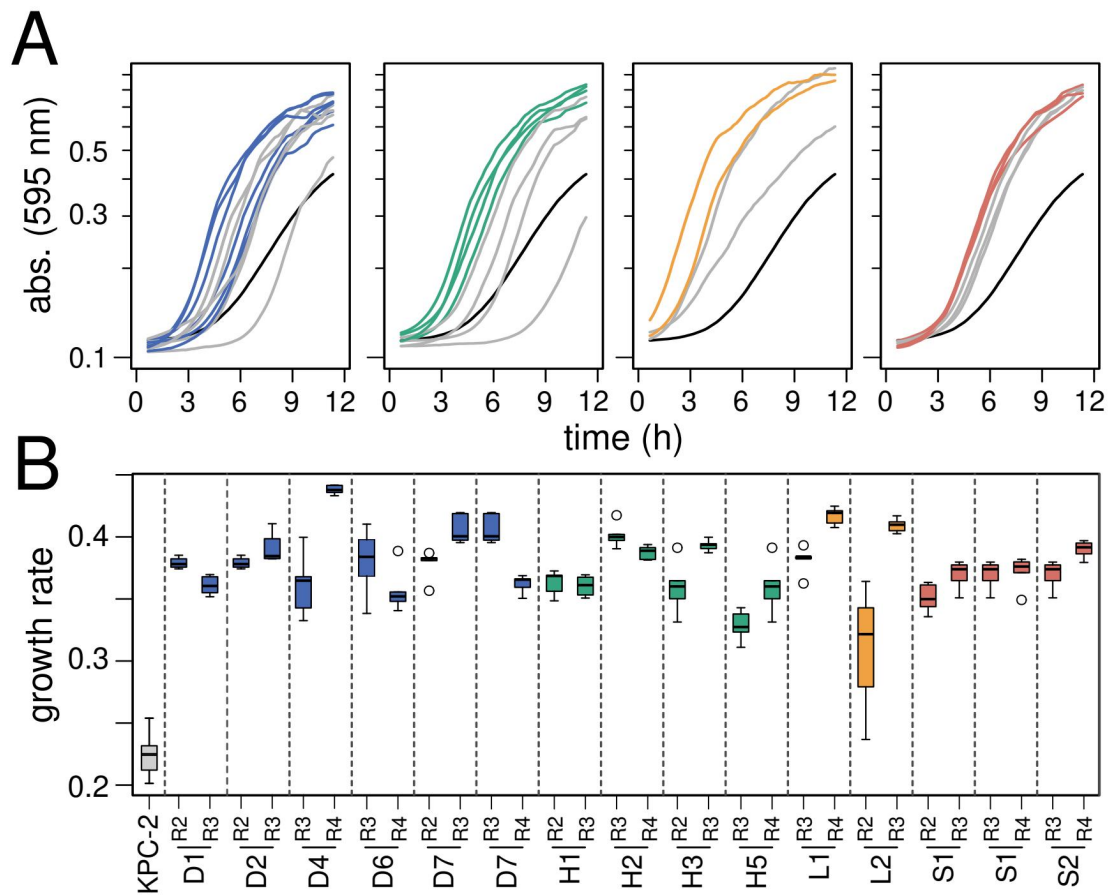 A
abs. (595 nm)
0.5
0.3
0.1
0 3 6 9 12
0 3 6 9 12
0 3 6 9 12
0 3 6 9 12
time (h)
B
growth rate
0.4
0.3
0.2
KPC-2
R2 R3
D1
R2 R3
D2
R3 R4
D4
R3 R4
D6
R2 R3
D7
R3 R4
D7
R2 R3
H1
R3 R4
H2
R2 R3
H3
R2 R4
H5
R3 R4
L1
R2 R3
L2
R2 R3
S1
R3 R4
S1
R3 R4
S2